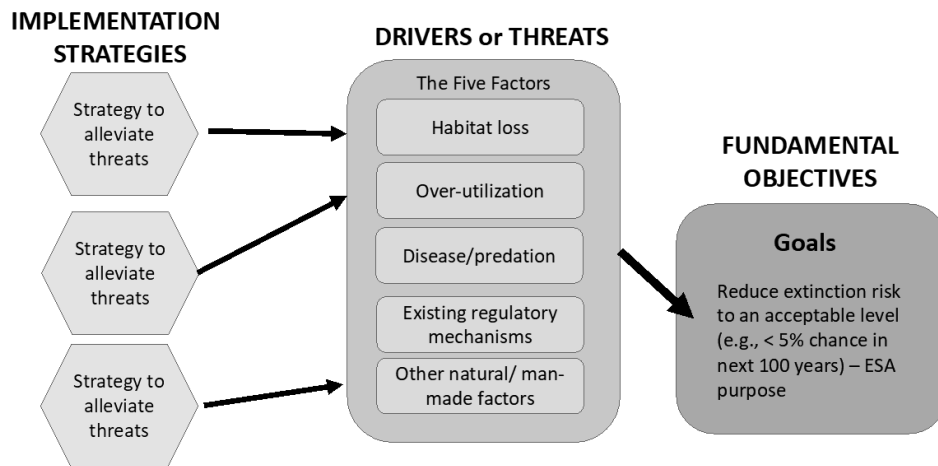 IMPLEMENTATION
STRATEGIES
Strategy to
alleviate
threats
Strategy to
alleviate
threats
Strategy to
alleviate
threats
DRIVERS or THREATS
The Five Factors
Habitat loss
Over-utilization
Disease/predation
Existing regulatory
mechanisms
Other natural/ man-
made factors
FUNDAMENTAL
OBJECTIVES
Goals
Reduce extinction risk
to an acceptable level
(e.g., < 5% chance in
next 100 years) – ESA
purpose